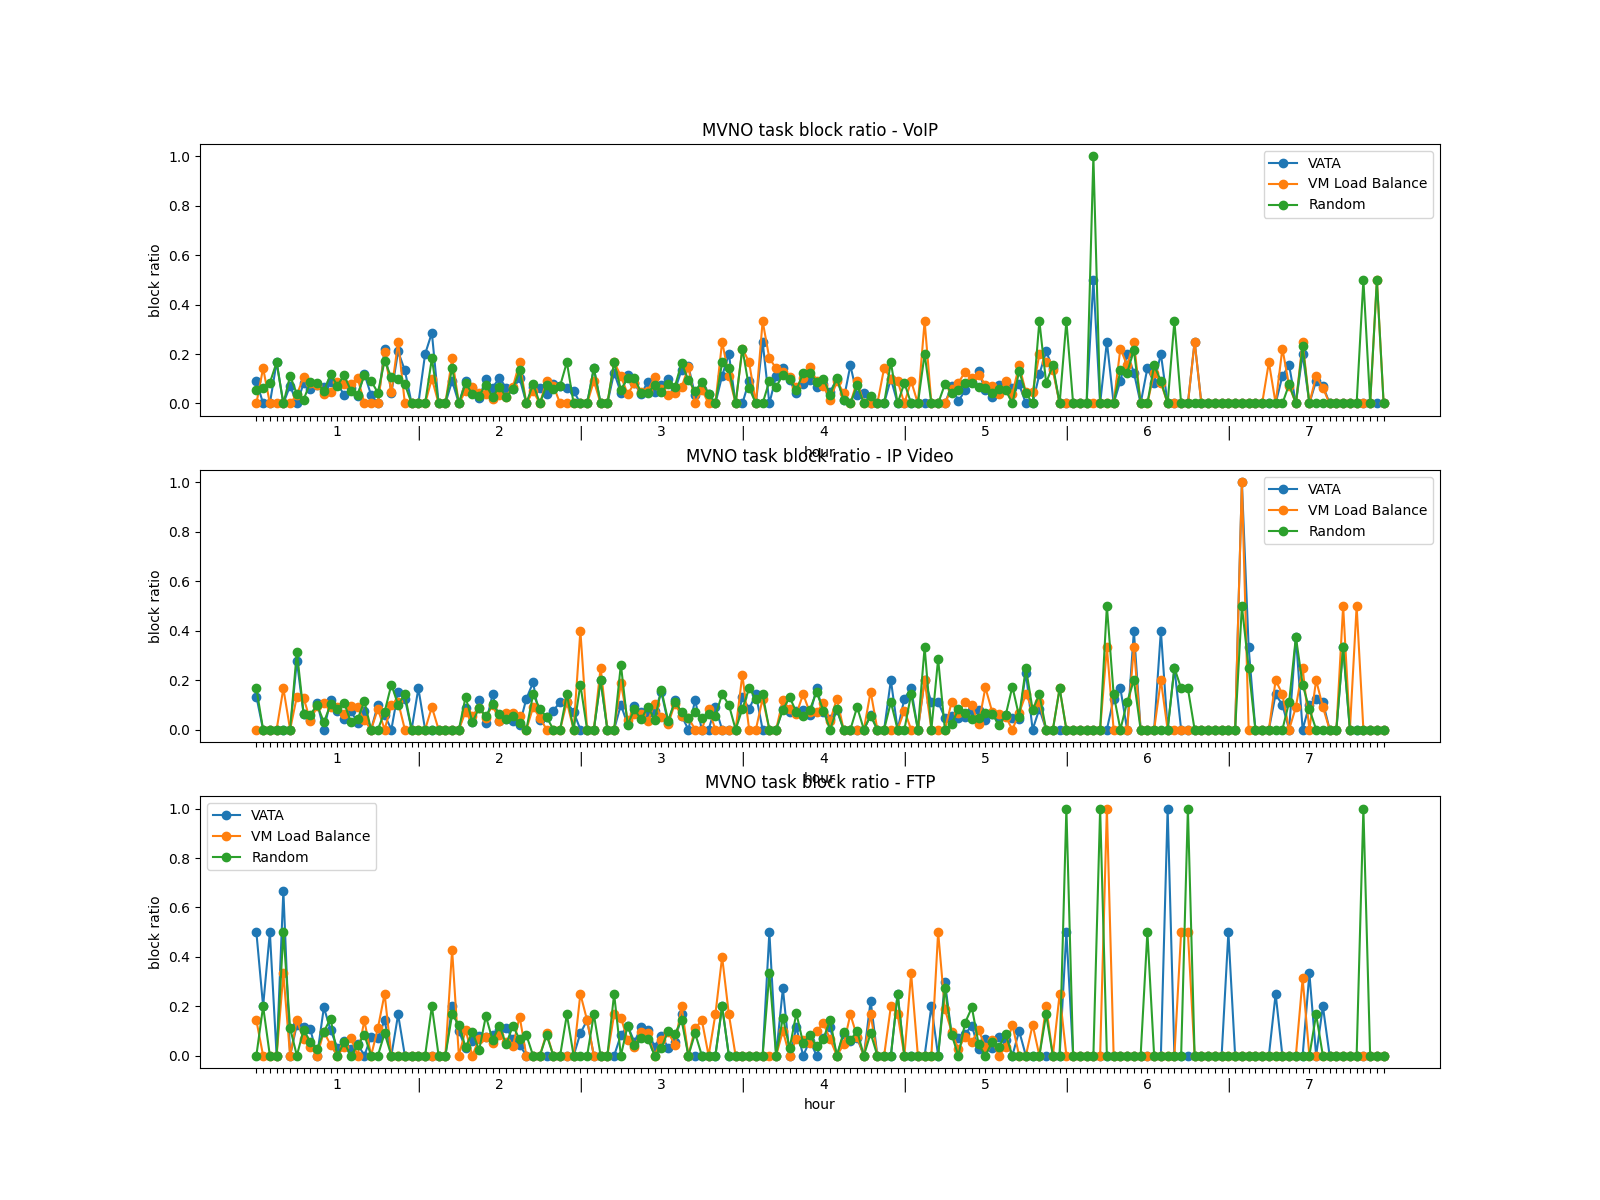 MVNO task block ratio - VoIP
1.0
0.8
0.6
0.4
0.2
0.0
block ratio
VATA
VM Load Balance
Random
1 | 2 | 3 | 4 | 5 | 6 | 7
hour
MVNO task block ratio - IP Video
1.0
0.8
0.6
0.4
0.2
0.0
block ratio
VATA
VM Load Balance
Random
1 | 2 | 3 | 4 | 5 | 6 | 7
hour
MVNO task block ratio - FTP
1.0
0.8
0.6
0.4
0.2
0.0
block ratio
VATA
VM Load Balance
Random
1 | 2 | 3 | 4 | 5 | 6 | 7
hour